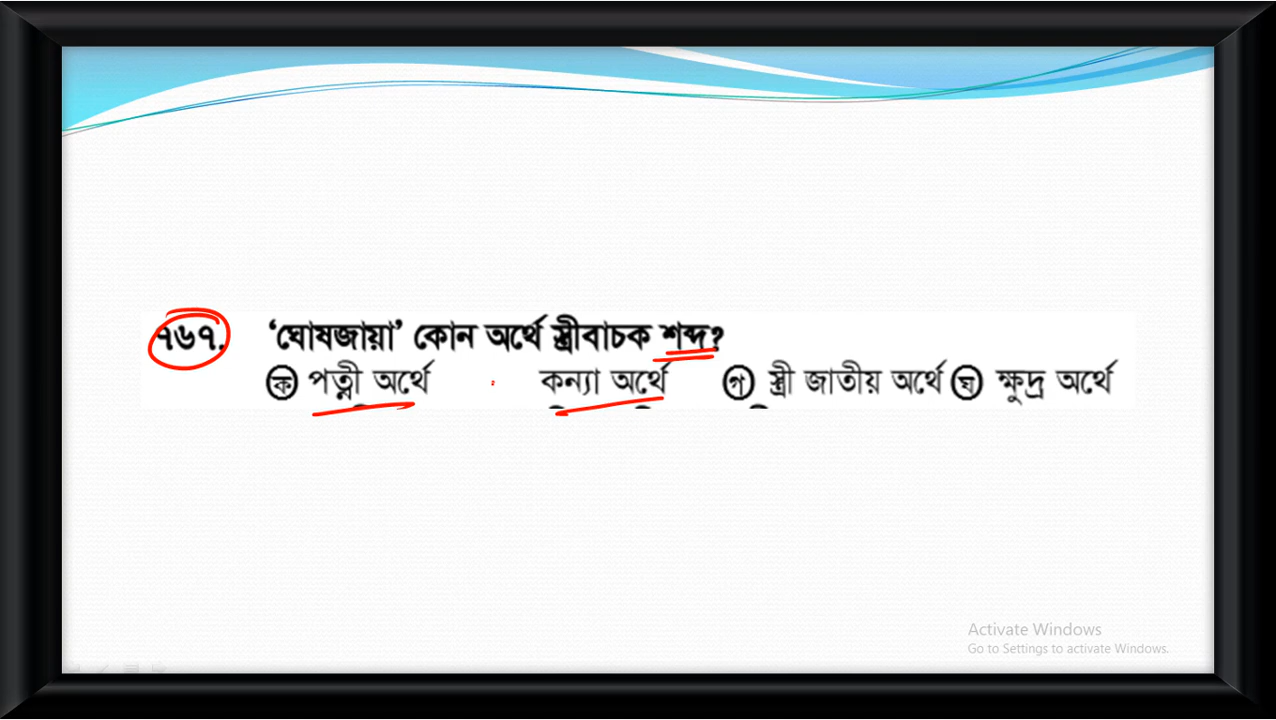 ৭৬৭. ‘ঘোষজায়া’ কোন অর্থে স্ত্রীবাচক শব্দ?
ক পত্নী অর্থে কন্যা অর্থে গ স্ত্রী জাতীয় অর্থে ঘ ক্ষুদ্র অর্থে
Activate Windows
Go to Settings to activate Windows.